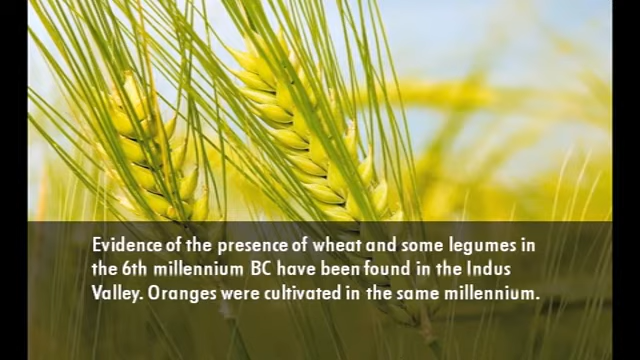 Evidence of the presence of wheat and some legumes in
the 6th millennium BC have been found in the Indus
Valley. Oranges were cultivated in the same millennium.